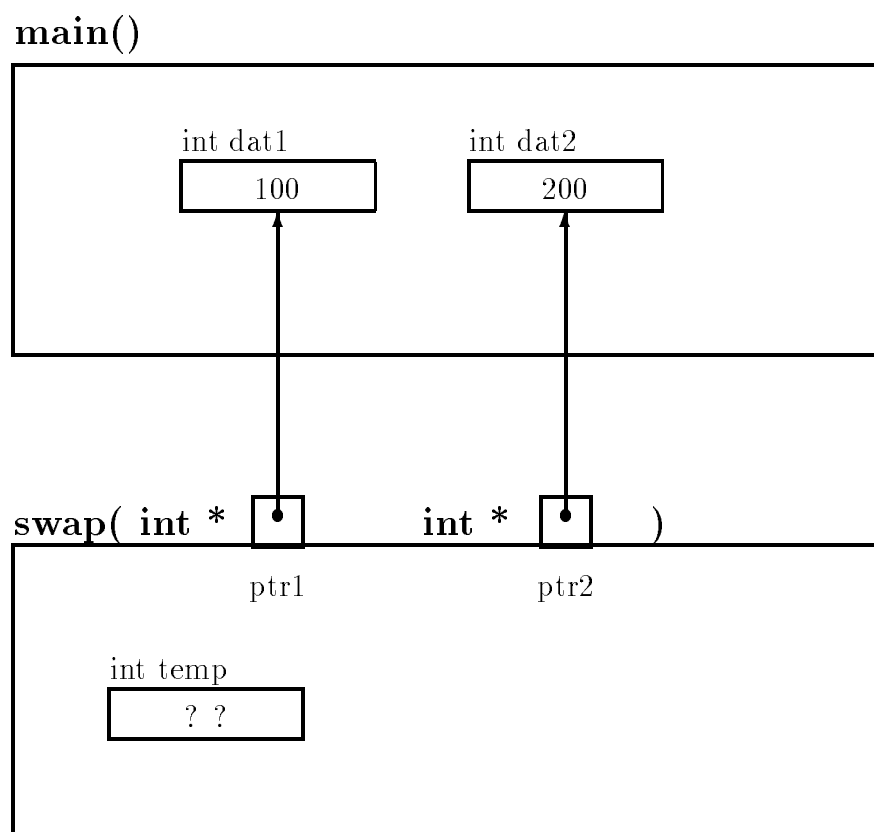 main()
int dat1 int dat2
100 200
swap( int * int * )
ptr1 ptr2
int temp
? ?